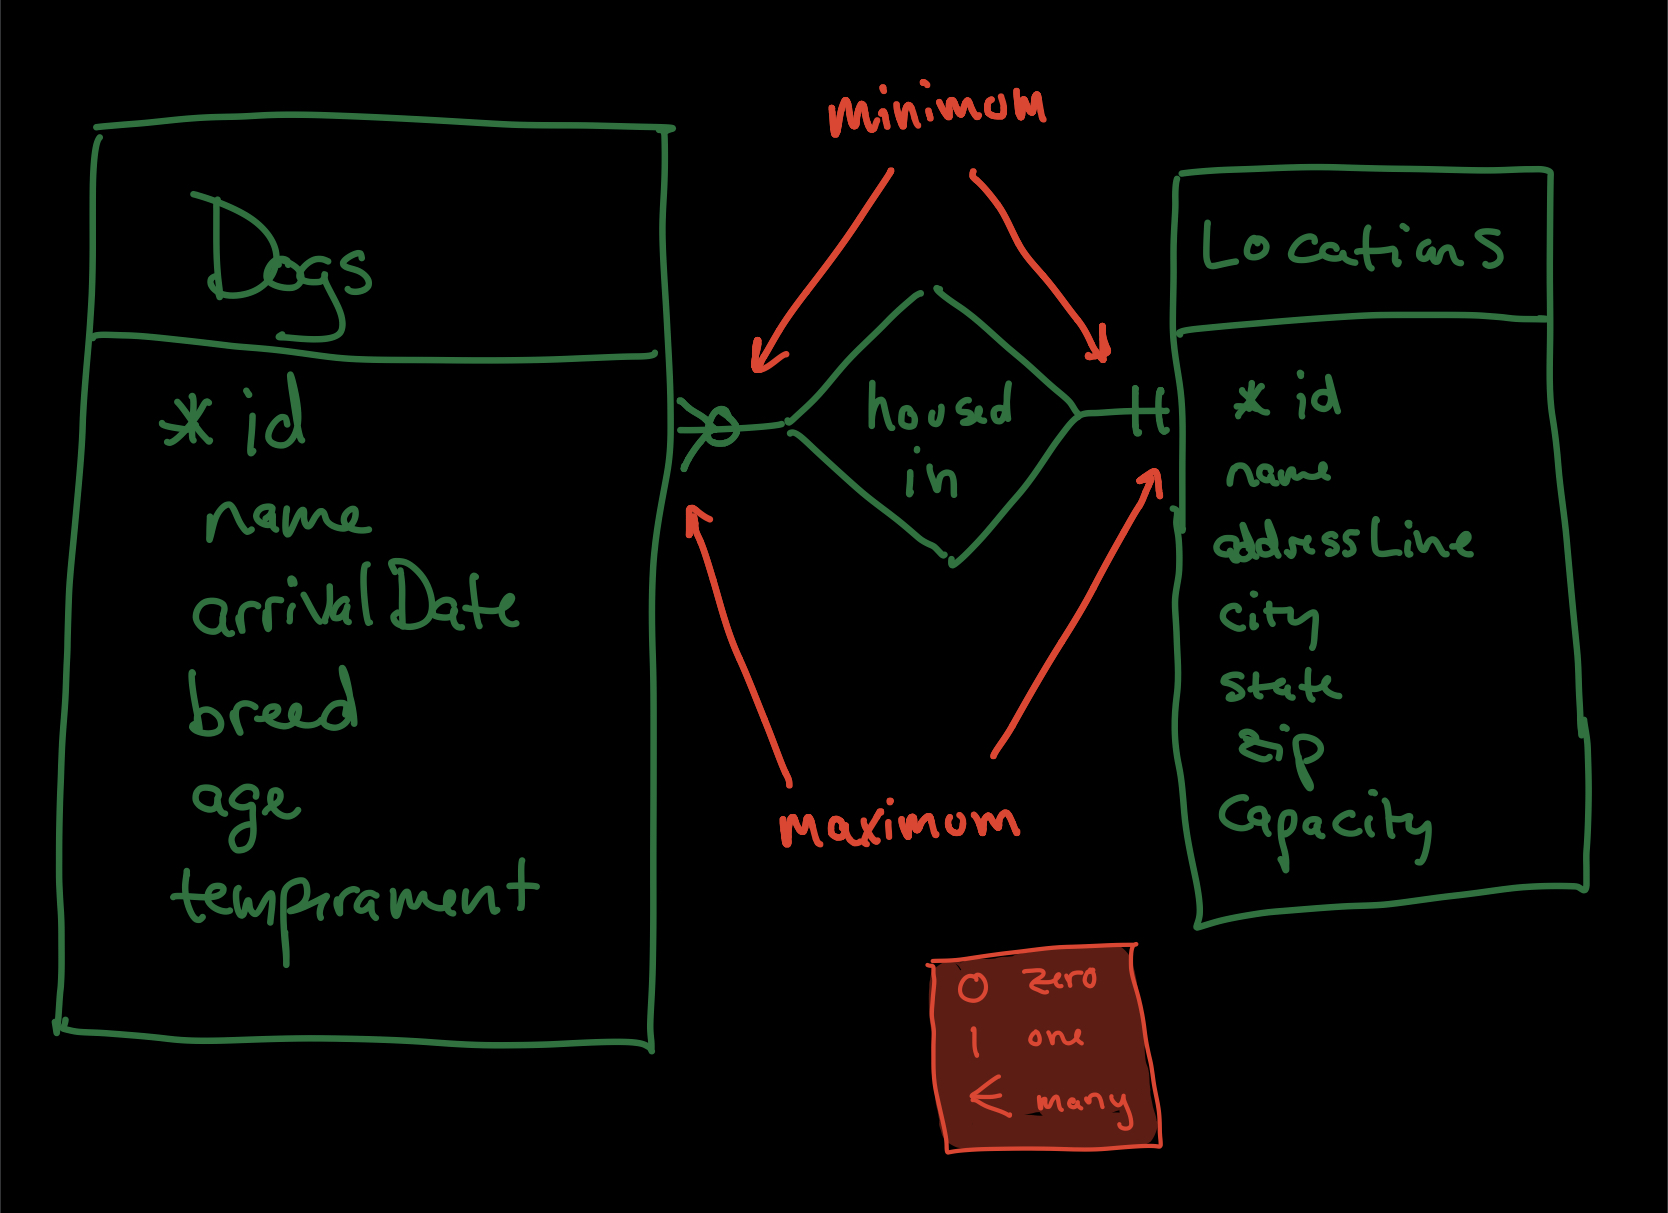 minimum
Dogs
* id
name
arrivalDate
breed
age
temprament
housed
in
Locations
* id
name
addressLine
city
state
zip
capacity
maximum
0 zero
| one
< many